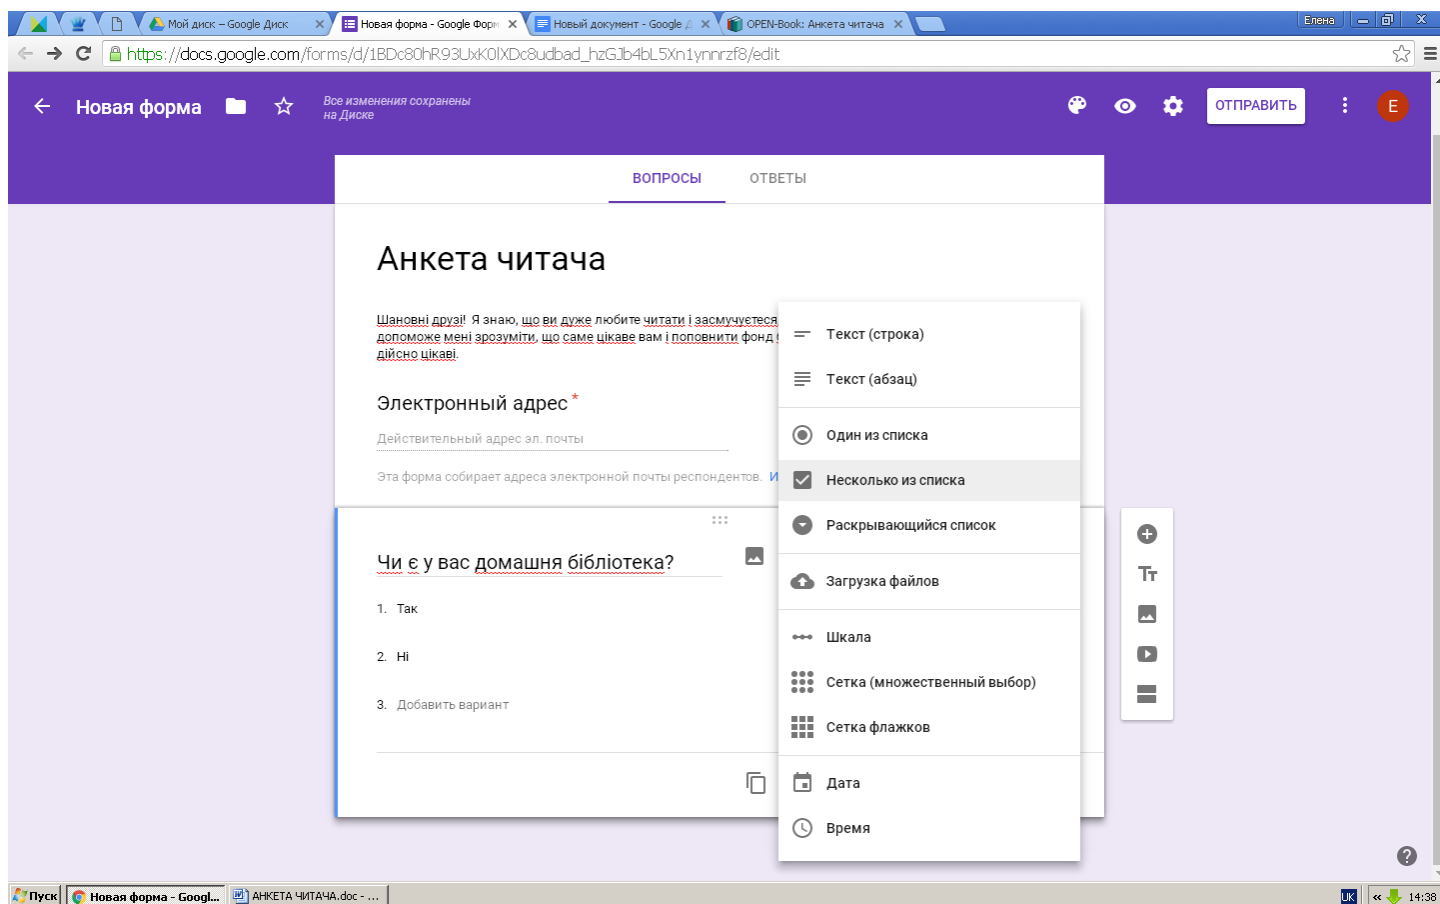 Мой диск – Google Диск
Новая форма - Google Фор
Новый документ - Google Д
OPEN-Book: Анкета читача
Елена
https://docs.google.com/forms/d/1BDc80hR93UxK0lXDc8udbad_hzGJb4bL5Xn1ynnrzf8/edit
Новая форма
Все изменения сохранены
на Диске
ОТПРАВИТЬ
Е
ВОПРОСЫ ОТВЕТЫ
Анкета читача
Шановні друзі! Я знаю, що ви дуже любите читати і засмучуєтеся
допоможе мені зрозуміти, що саме цікаве вам і поповнити фонд
дійсно цікаві.
Электронный адрес *
Действительный адрес эл. почты
Эта форма собирает адреса электронной почты респондентов. И
Чи є у вас домашня бібліотека?
1. Так
2. Ні
3. Добавить вариант
Текст (строка)
Текст (абзац)
Один из списка
Несколько из списка
Раскрывающийся список
Загрузка файлов
Шкала
Сетка (множественный выбор)
Сетка флажков
Дата
Время
Пуск
Новая форма - Googl...
АНКЕТА ЧИТАЧА.doc - ...
UK
14:38